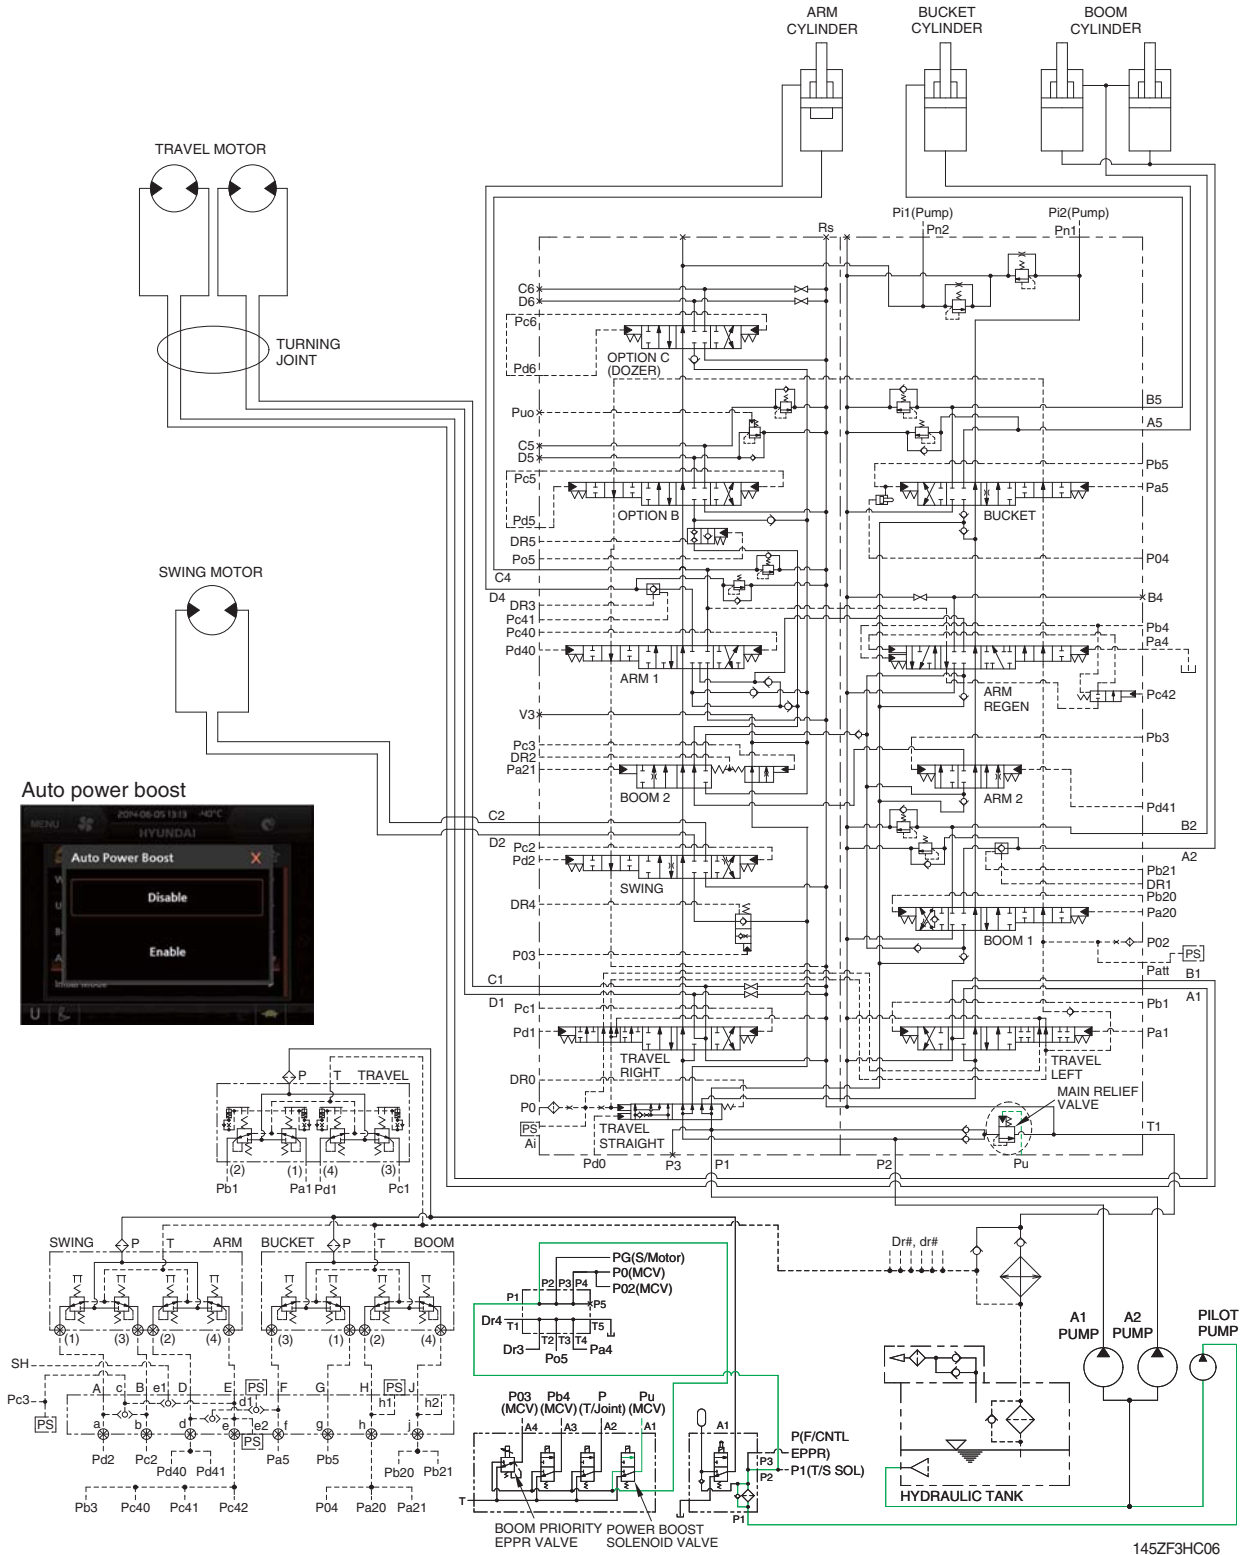 ARM
CYLINDER
BUCKET
CYLINDER
BOOM
CYLINDER
TRAVEL MOTOR
TURNING
JOINT
Pi1(Pump)
Pn2
Pi2(Pump)
Pn1
Rs
C6
D6
Pc6
Pd6
OPTION C
(DOZER)
Puo
C5
D5
Pc5
Pd5
OPTION B
DR5
Po5
B5
A5
Pb5
Pa5
BUCKET
P04
SWING MOTOR
C4
D4
DR3
Pc41
Pc40
Pd40
ARM 1
B4
Pb4
Pa4
ARM
REGEN
Pc42
V3
Pc3
DR2
Pa21
BOOM 2
Pb3
ARM 2
Pd41
C2
D2
Pc2
Pd2
SWING
DR4
P03
B2
A2
Pb21
DR1
Pb20
Pa20
BOOM 1
P02
PS
Patt
B1
A1
C1
D1
Pc1
Pd1
TRAVEL
RIGHT
Pb1
Pa1
TRAVEL
LEFT
DR0
P0
PS
Ai
TRAVEL
STRAIGHT
MAIN RELIEF
VALVE
T1
Pd0
P3
P1
P2
Pu
Auto power boost
MENU
2014-06-05 13:13 -40°C
HYUNDAI
Auto Power Boost X
Disable
Enable
U
P T TRAVEL
(2) (1) (4) (3)
Pb1 Pa1 Pd1 Pc1
SWING P T ARM
BUCKET P T BOOM
(1) (3) (2) (4)
(3) (1) (2) (4)
SH
Pc3
PS
A c B e1 D E d1 PS F G H PS J
h1 h2
a b d e e2 f g h j
PS
Pd2 Pc2 Pd40 Pd41 Pa5 Pb5 Pb20 Pb21
Pb3 Pc40 Pc41 Pc42 P04 Pa20 Pa21
PG(S/Motor)
P0(MCV)
P02(MCV)
P2 P3 P4
P1
P5
Dr4
T1
T5
T2 T3 T4
Dr3
Po5
Pa4
P03 Pb4 P Pu
(MCV) (MCV) (T/Joint) (MCV)
A4 A3 A2 A1
T
BOOM PRIORITY
EPPR VALVE
POWER BOOST
SOLENOID VALVE
A1
P(F/CNTL
EPPR)
P3
P2
P1(T/S SOL)
P1
Dr#, dr#
A1
PUMP
A2
PUMP
PILOT
PUMP
HYDRAULIC TANK
145ZF3HC06